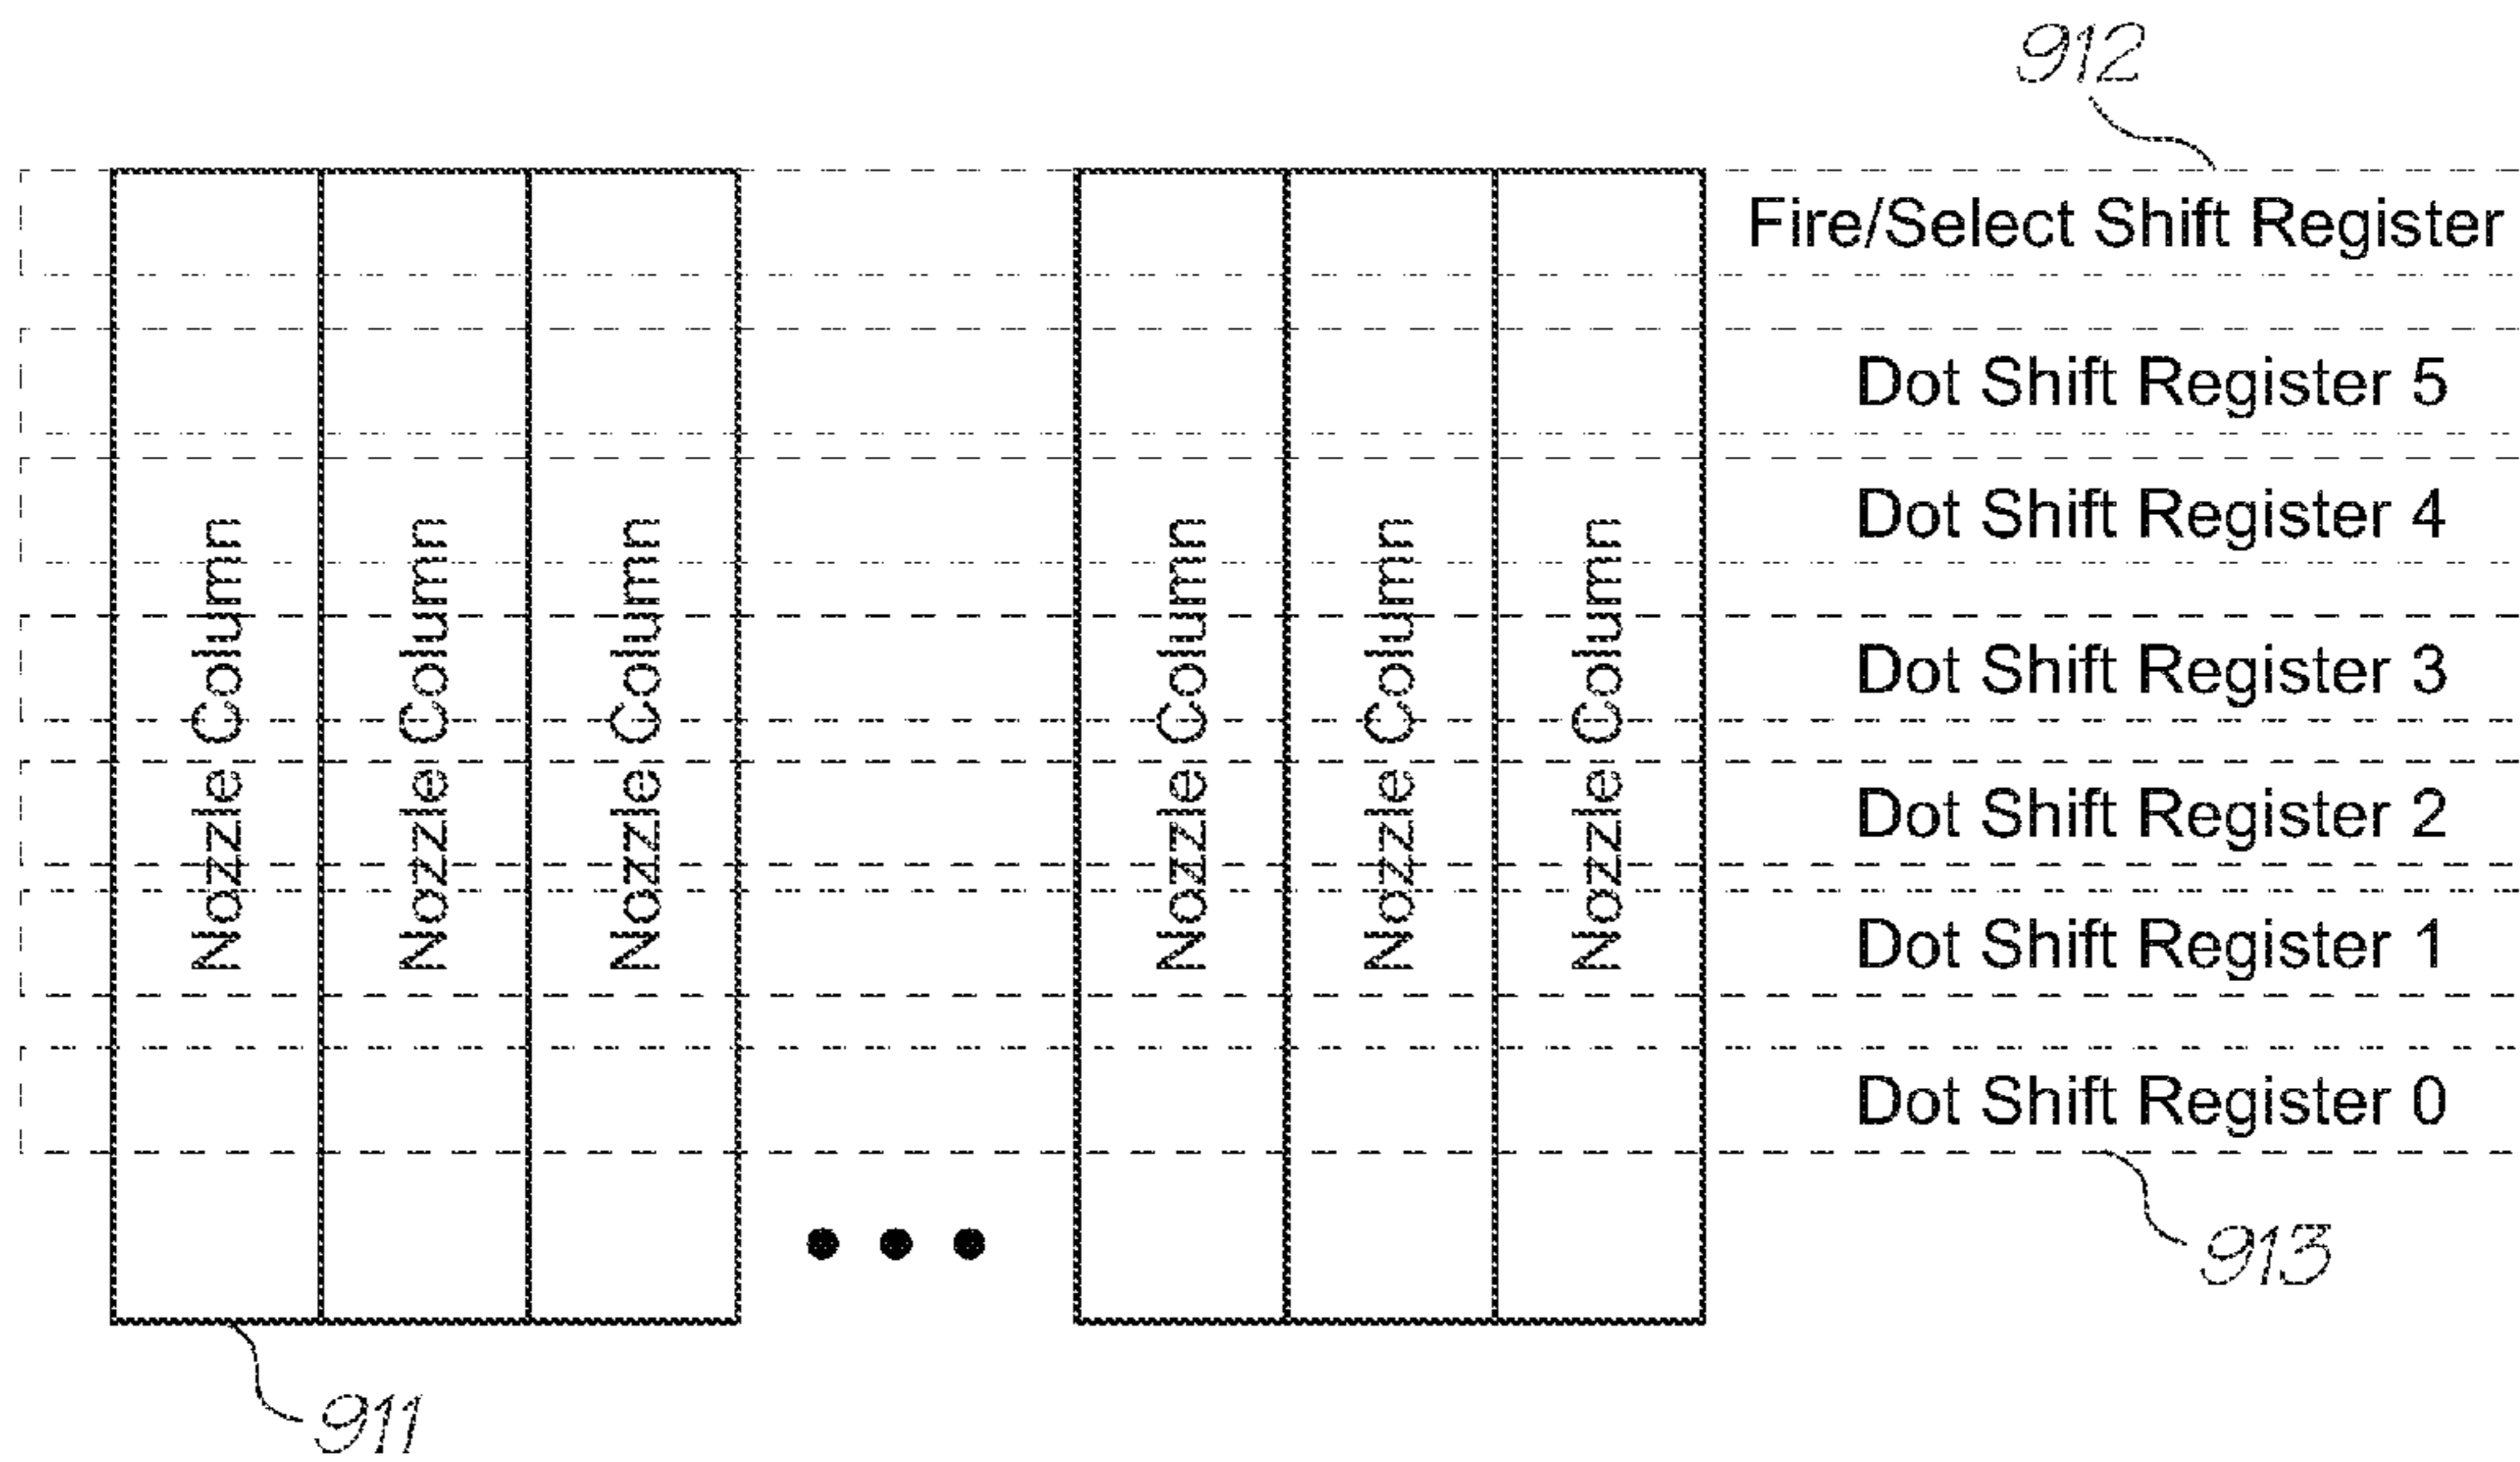 912
Fire/Select Shift Register
Dot Shift Register 5
Dot Shift Register 4
Dot Shift Register 3
Dot Shift Register 2
Dot Shift Register 1
Dot Shift Register 0
Nozzle Column
Nozzle Column
Nozzle Column
Nozzle Column
Nozzle Column
Nozzle Column
913
911